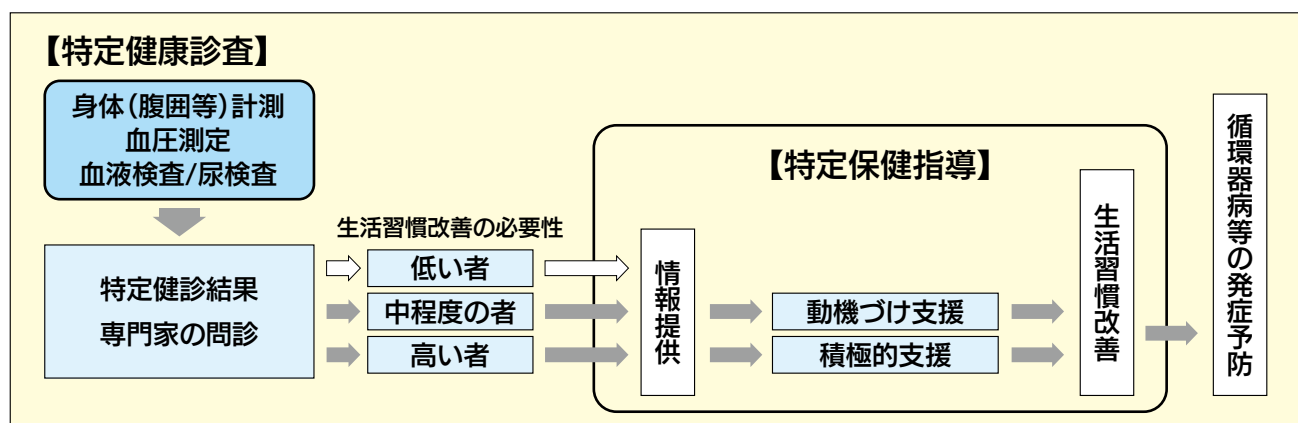 【特定健康診査】
身体（腹囲等）計測
血圧測定
血液検査/尿検査
特定健診結果
専門家の問診
生活習慣改善の必要性
低い者
中程度の者
高い者
【特定保健指導】
情報提供
動機づけ支援
積極的支援
生活習慣改善
循環器病等の発症予防